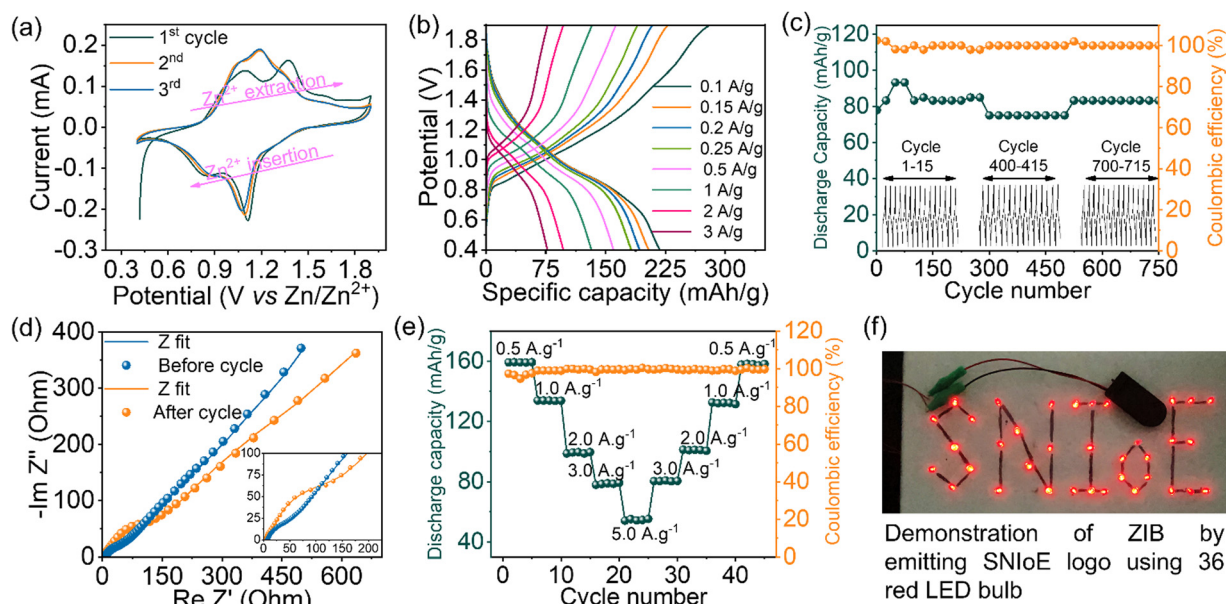 (a)
0.3
0.2
0.1
0.0
-0.1
-0.2
-0.3
Current (mA)
1st cycle
2nd
3rd
Zn2+ extraction
Zn2+ insertion
0.4 0.8 1.2 1.6
Potential (V vs Zn/Zn2+)
(b)
1.8
1.6
1.4
1.2
1.0
0.8
0.6
0.4
Potential (V)
0.1 A/g
0.15 A/g
0.2 A/g
0.25 A/g
0.5 A/g
1 A/g
2 A/g
3 A/g
0 75 150 225 300
Specific capacity (mAh/g)
(c)
120
100
80
60
40
20
0
Discharge Capacity (mAh/g)
Cycle
1-15
Cycle
400-415
Cycle
700-715
100
80
60
40
20
0
Coulombic efficiency (%)
0 150 300 450 600 750
Cycle number
(d)
400
300
200
100
0
-Im Z" (Ohm)
Z fit
Before cycle
Z fit
After cycle
100
75
50
25
0
0 50 100 150 200
0 150 300 450 600
Re Z' (Ohm)
(e)
160
120
80
40
Discharge capacity (mAh/g)
0.5 A.g-1
0.5 A.g-1
1.0 A.g-1
1.0 A.g-1
2.0 A.g-1
2.0 A.g-1
3.0 A.g-1
3.0 A.g-1
5.0 A.g-1
120
100
80
60
40
20
0
Coulombic efficiency (%)
0 10 20 30 40
Cycle number
(f)
SNIoE
Demonstration of ZIB by
emitting SNIoE logo using 36
red LED bulb